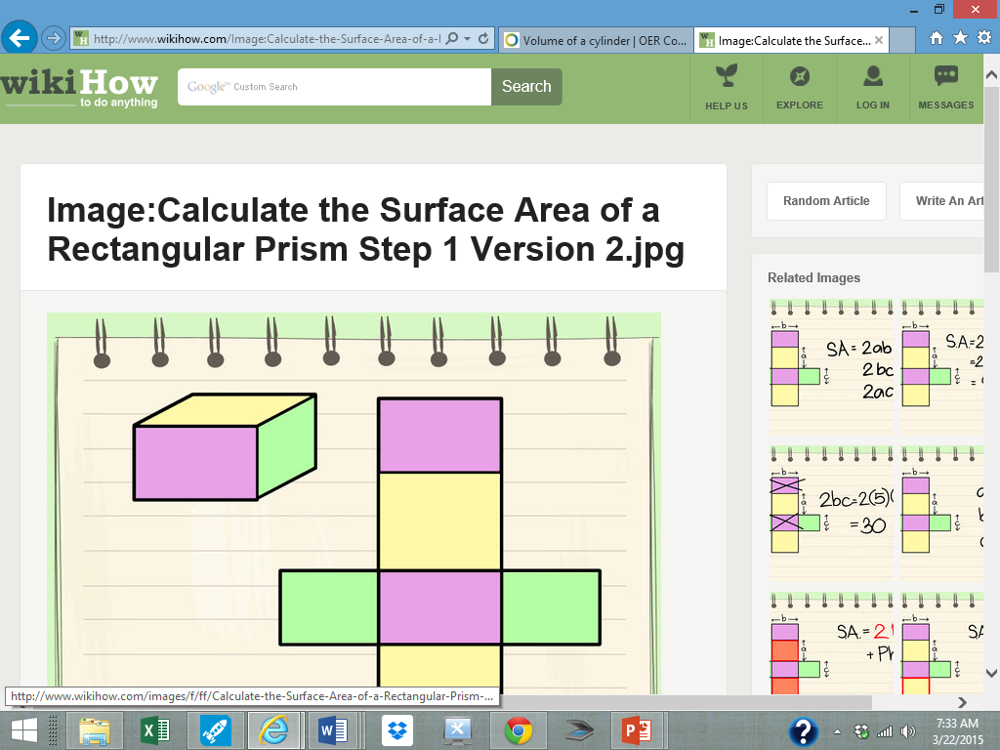 http://www.wikihow.com/Image:Calculate-the-Surface-Area-of-a-
Volume of a cylinder | OER Co...
Image:Calculate the Surface...
wikiHow
to do anything
Google™ Custom Search
Search
HELP US
EXPLORE
LOG IN
MESSAGES
Image:Calculate the Surface Area of a
Rectangular Prism Step 1 Version 2.jpg
Random Article
Write An Art
Related Images
b
a
c
SA = 2ab
2bc
2ac
b
a
c
S.A=2
=2
=
b
a
c
2bc=2(5)(
=30
b
a
c
b
a
c
SA.=
+
b
a
c
SA
http://www.wikihow.com/images/f/ff/Calculate-the-Surface-Area-of-a-Rectangular-Prism-...
7:33 AM
3/22/2015